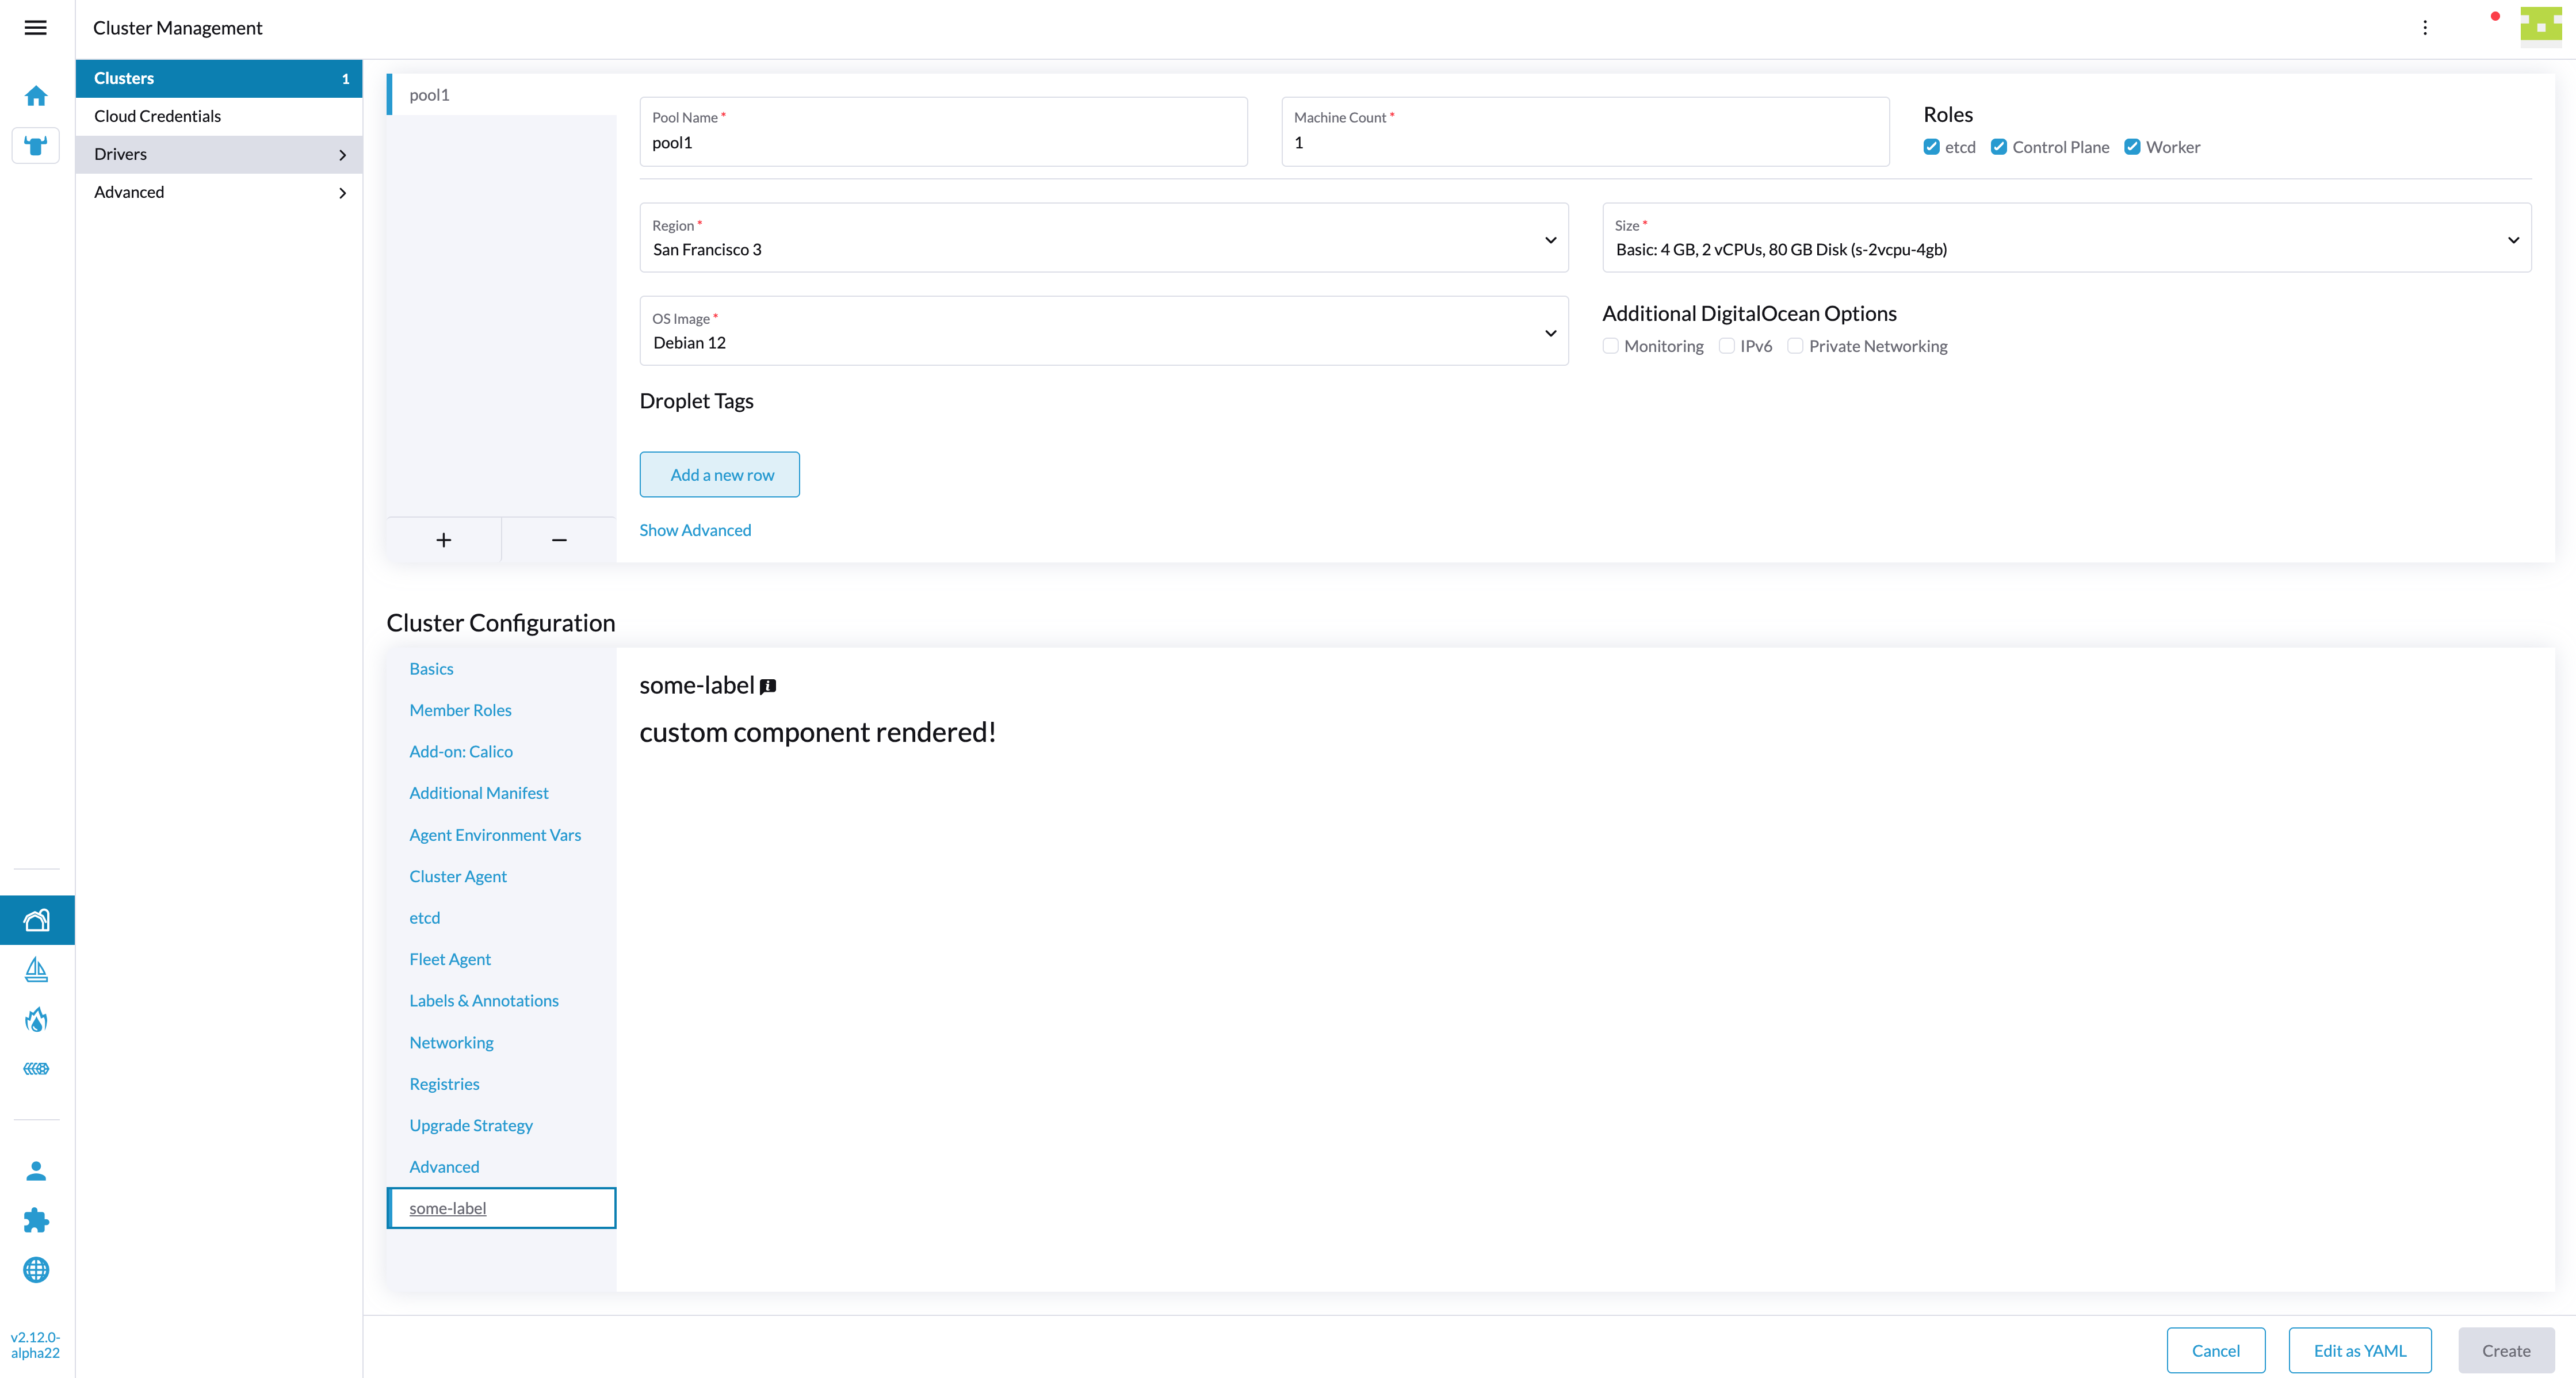 Cluster Management
Clusters 1
Cloud Credentials
Drivers
Advanced
v2.12.0-
alpha22
pool1
Pool Name *
pool1
Machine Count *
1
Roles
etcd Control Plane Worker
Region *
San Francisco 3
Size *
Basic: 4 GB, 2 vCPUs, 80 GB Disk (s-2vcpu-4gb)
OS Image *
Debian 12
Additional DigitalOcean Options
Monitoring IPv6 Private Networking
Droplet Tags
Add a new row
Show Advanced
Cluster Configuration
Basics
Member Roles
Add-on: Calico
Additional Manifest
Agent Environment Vars
Cluster Agent
etcd
Fleet Agent
Labels & Annotations
Networking
Registries
Upgrade Strategy
Advanced
some-label
some-label
custom component rendered!
Cancel
Edit as YAML
Create